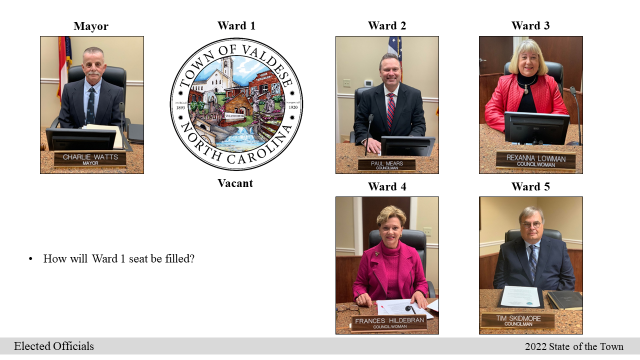 Mayor
Ward 1
Ward 2
Ward 3
TOWN OF VALDESE
1893
1920
NORTH CAROLINA
CHARLIE WATTS
MAYOR
PAUL MEARS
COUNCILMAN
REXANNA LOWMAN
COUNCILWOMAN
Vacant
Ward 4
Ward 5
• How will Ward 1 seat be filled?
FRANCES HILDEBRAN
COUNCILWOMAN
TIM SKIDMORE
COUNCILMAN
Elected Officials
2022 State of the Town